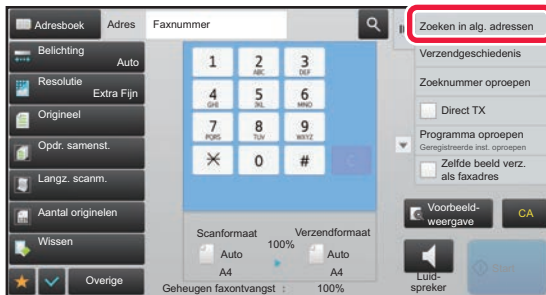 Adresboek
Adres
Faxnummer
Zoeken in alg. adressen
Belichting
Auto
Verzendgeschiedenis
Resolutie
Extra Fijn
Zoeknummer oproepen
Origineel
Direct TX
Opdr. samenst.
Programma oproepen
Geregistreerde inst. oproepen
Langz. scanm.
Zelfde beeld verz.
als faxadres
Aantal originelen
Wissen
Overige
1
2 ABC
3 DEF
4 GHI
5 JKL
6 MNO
7 PQRS
8 TUV
9 WXYZ
0
#
C
Scanformaat
Verzendformaat
100%
Auto
Auto
A4
A4
Geheugen faxontvangst : 100%
Voorbeeld-
weergave
CA
Luid-
spreker
Start